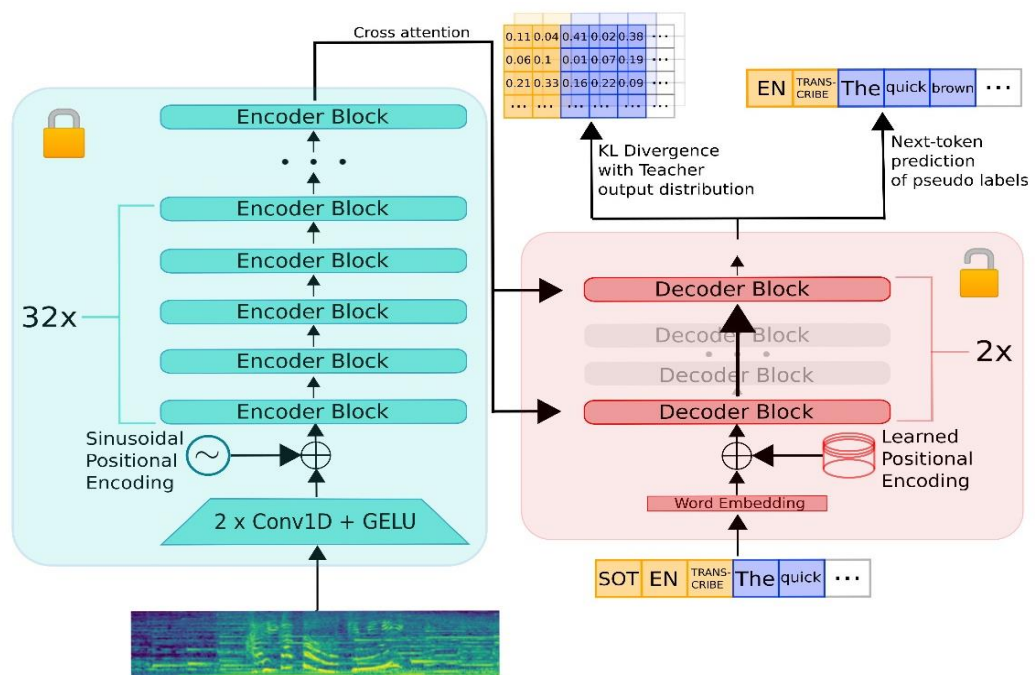 Cross attention
0.11 0.04 0.41 0.02 0.38 ...
0.06 0.1 0.01 0.07 0.19 ...
0.21 0.33 0.16 0.22 0.09 ...
... ... ... ... ... ...
EN TRANS-
CRIBE The quick brown ...
KL Divergence
with Teacher
output distribution
Next-token
prediction
of pseudo labels
Encoder Block
...
Encoder Block
Encoder Block
Encoder Block
Encoder Block
Encoder Block
32x
Sinusoidal
Positional
Encoding
~
2 x Conv1D + GELU
Decoder Block
Decoder Block
...
Decoder Block
Decoder Block
2x
Learned
Positional
Encoding
Word Embedding
SOT EN TRANS-
CRIBE The quick ...